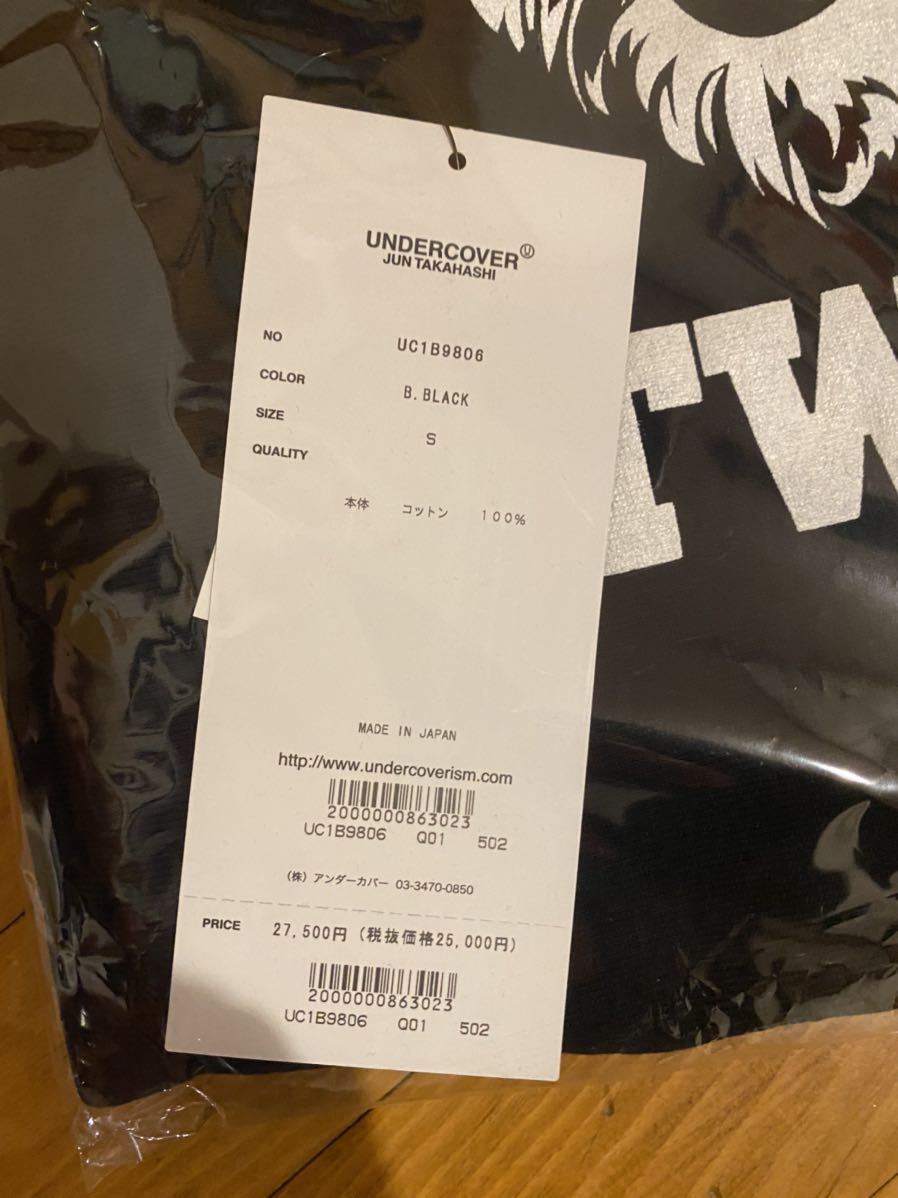 UNDERCOVER Ⓤ
JUN TAKAHASHI
NO UC1B9806
COLOR B.BLACK
SIZE S
QUALITY
本体 コットン 100%
MADE IN JAPAN
http://www.undercoverism.com
2000000863023
UC1B9806 Q01 502
(株) アンダーカバー 03-3470-0850
PRICE 27,500円 (税抜価格25,000円)
2000000863023
UC1B9806 Q01 502
TW